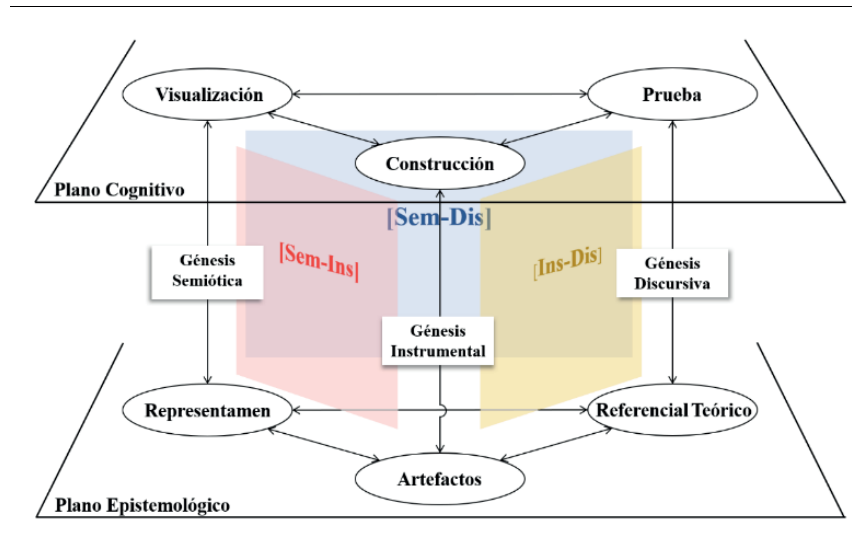 Visualización
Prueba
Construcción
Plano Cognitivo
[Sem-Dis]
[Sem-Ins]
[Ins-Dis]
Génesis
Semiótica
Génesis
Discursiva
Génesis
Instrumental
Representamen
Referencial Teórico
Artefactos
Plano Epistemológico